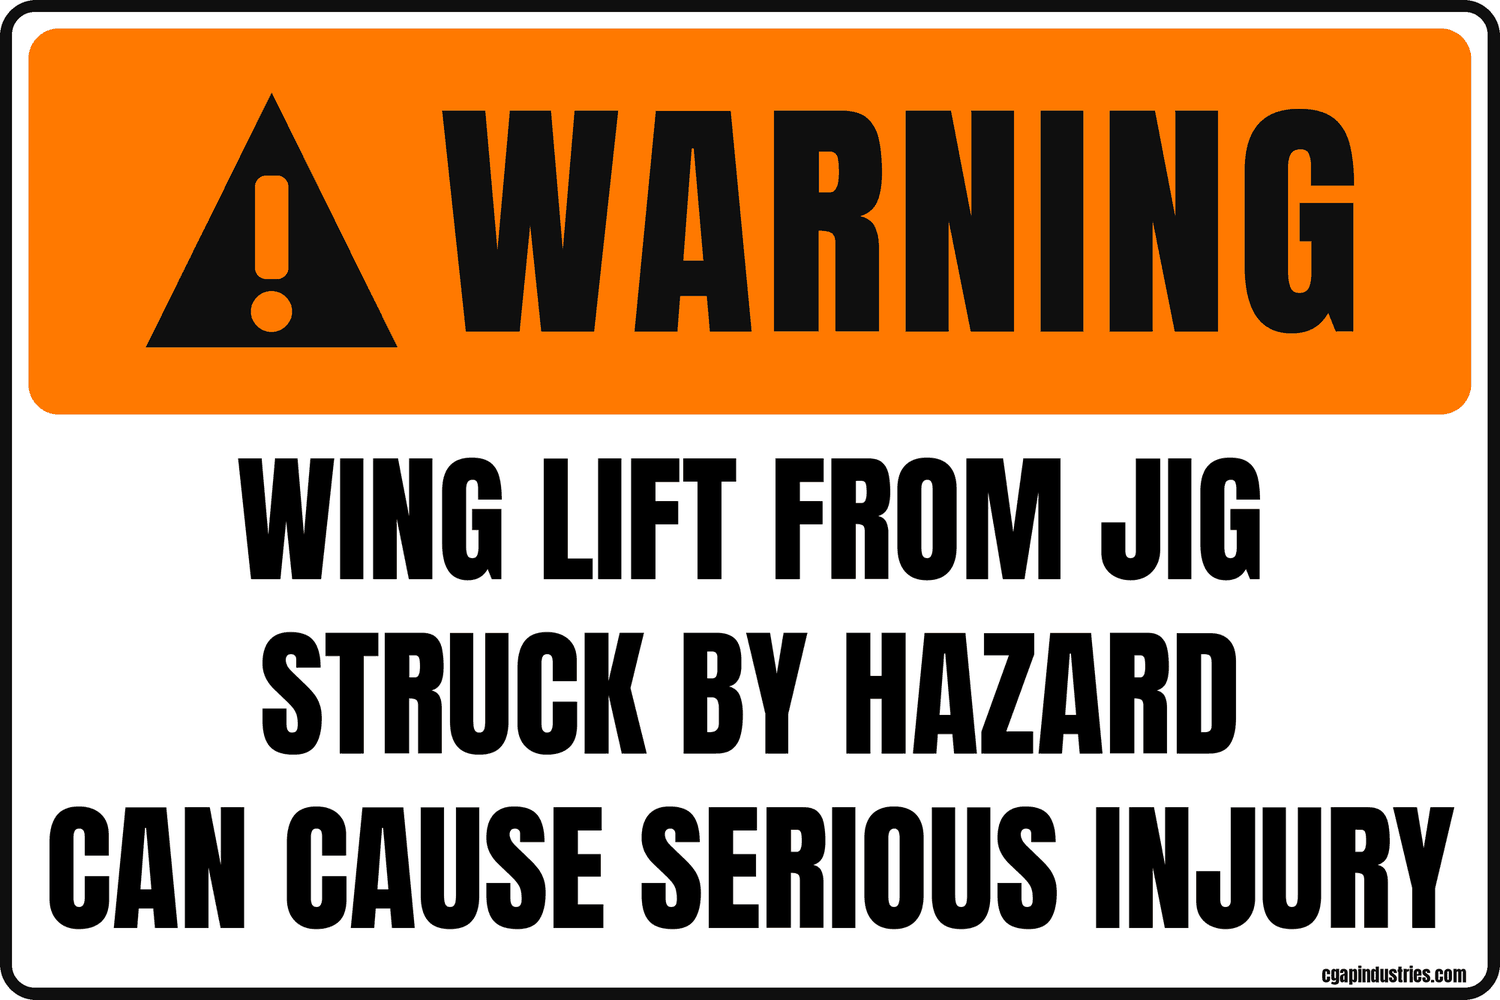 WARNING
WING LIFT FROM JIG
STRUCK BY HAZARD
CAN CAUSE SERIOUS INJURY
cgapindustries.com